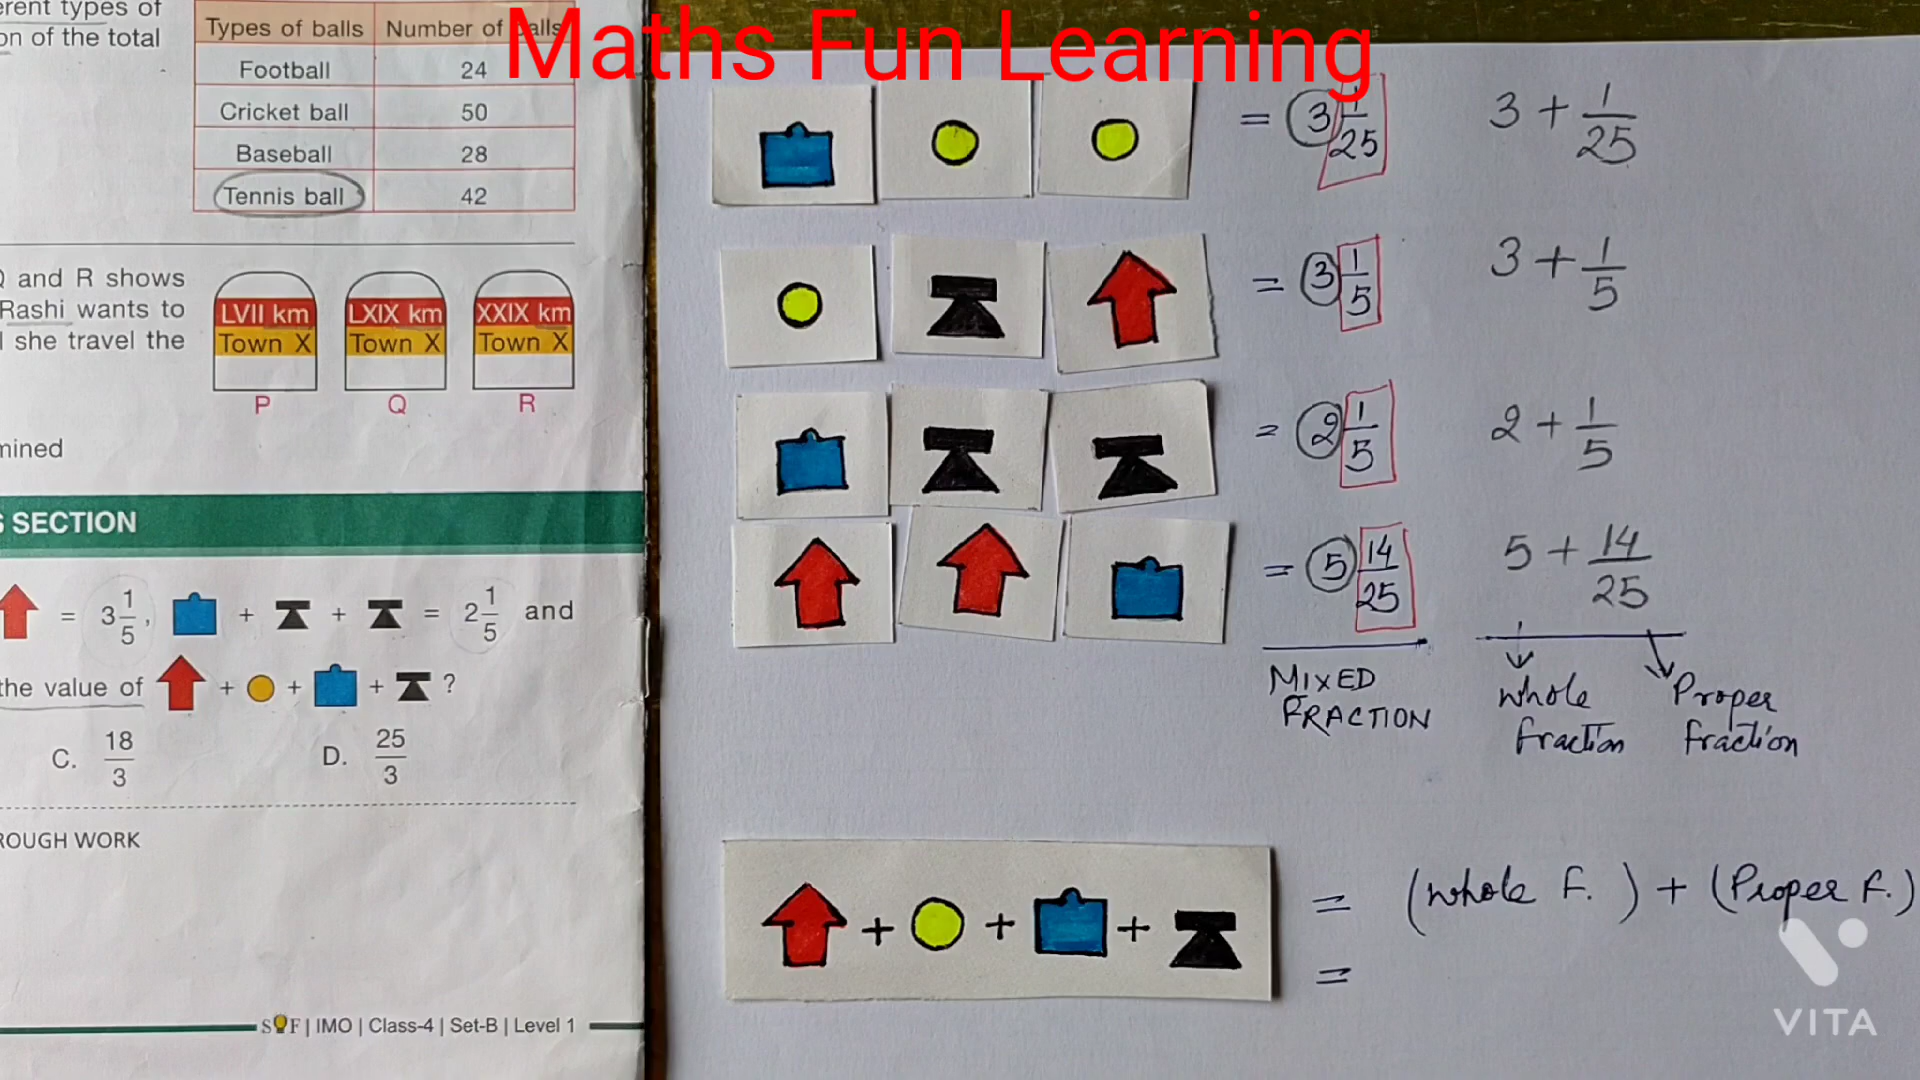 Maths Fun Learning
erent types of
on of the total
Types of balls Number of balls
Football 24
Cricket ball 50
Baseball 28
Tennis ball 42
Q and R shows
Rashi wants to
she travel the
LVII km LXIX km XXIX km
Town X Town X Town X
P Q R
mined
SECTION
= 3 1/5, + + = 2 1/5 and
the value of + + + ?
C. 18/3 D. 25/3
ROUGH WORK
SOF | IMO | Class-4 | Set-B | Level 1
= 3 1/25 3 + 1/25
= 3 1/5 3 + 1/5
= 2 1/5 2 + 1/5
= 5 14/25 5 + 14/25
MIXED
FRACTION
whole
fraction
Proper
fraction
+ + + = (whole F.) + (Proper F.)
=
VITA